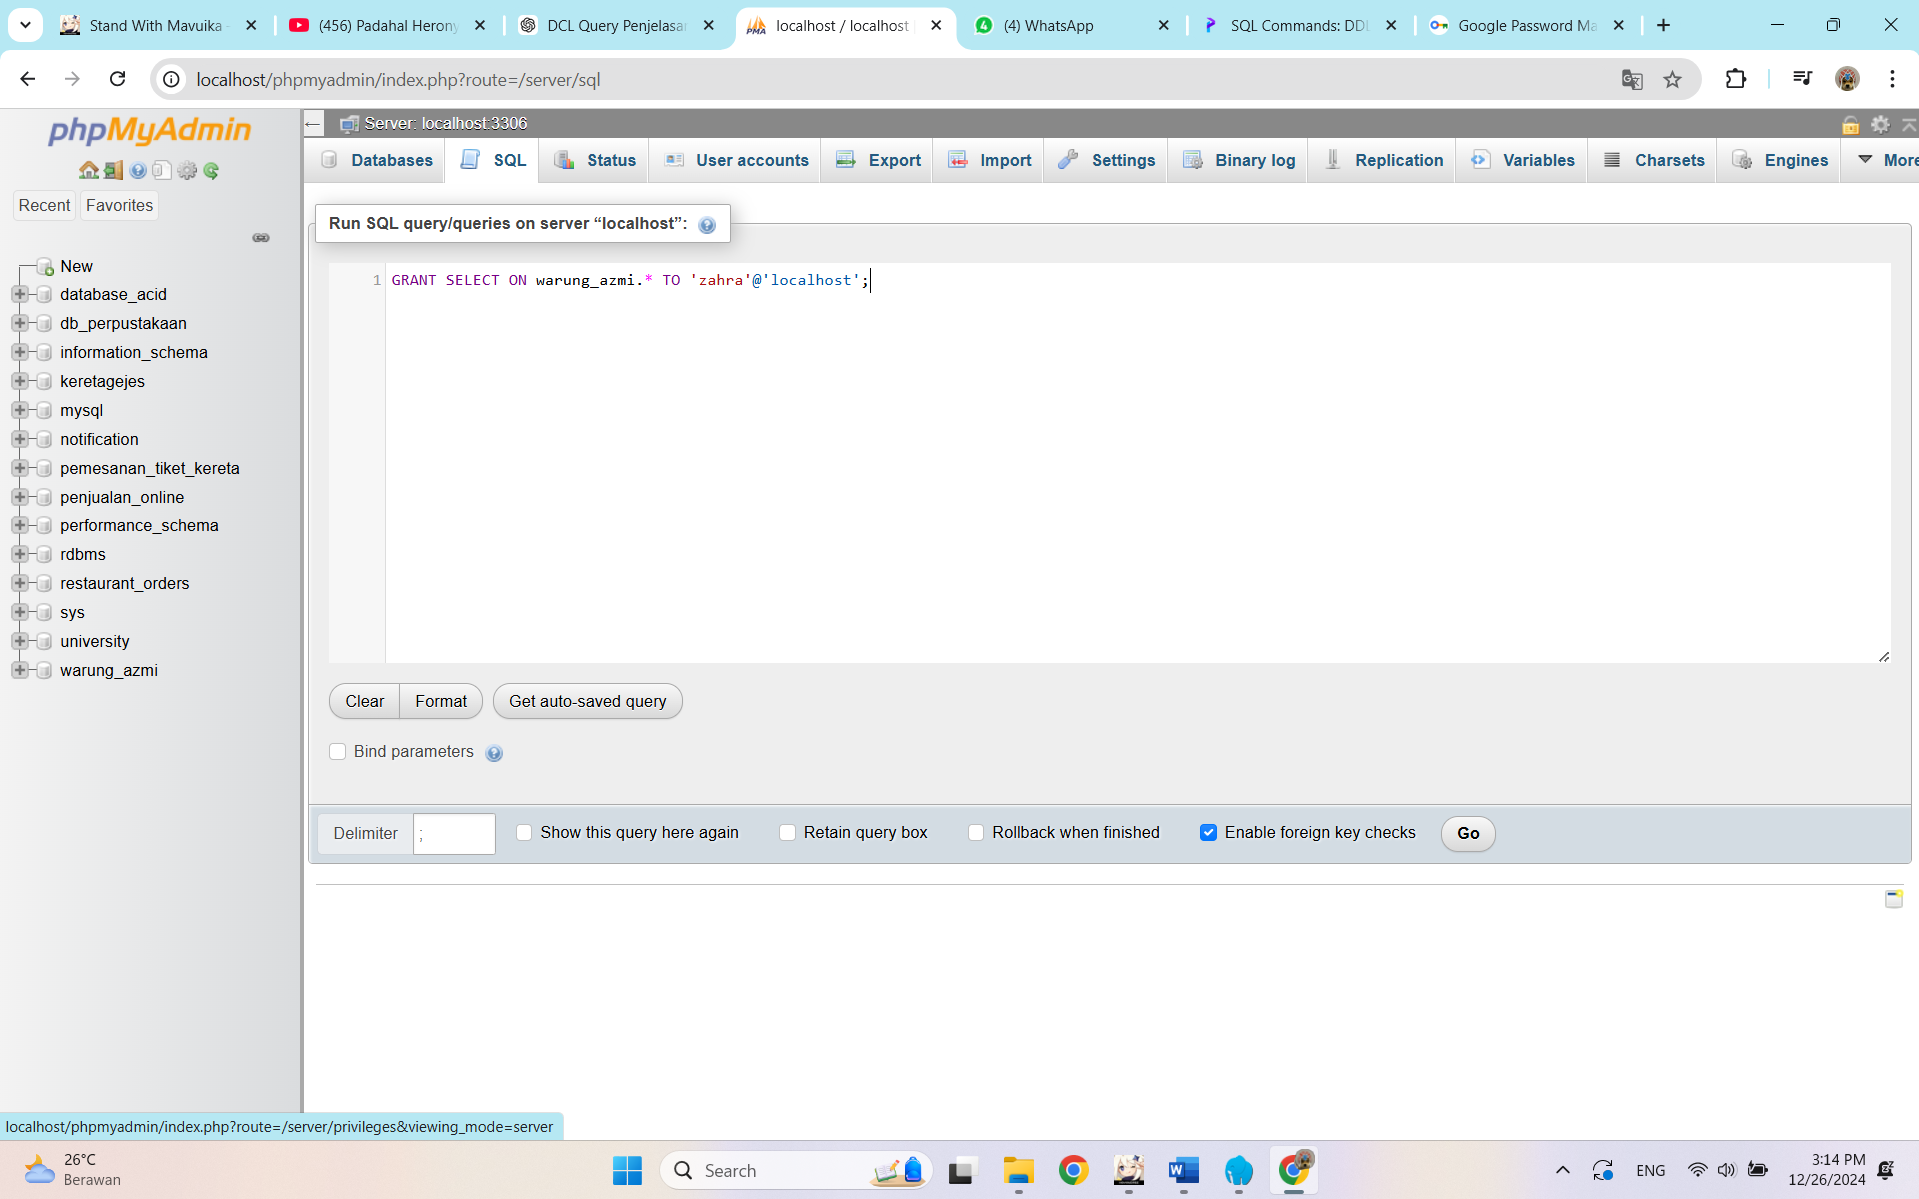 Stand With Mavuika -
(456) Padahal Herony
DCL Query Penjelasan
localhost / localhost
(4) WhatsApp
SQL Commands: DDL
Google Password Ma
localhost/phpmyadmin/index.php?route=/server/sql
phpMyAdmin
Recent
Favorites
New
database_acid
db_perpustakaan
information_schema
keretagejes
mysql
notification
pemesanan_tiket_kereta
penjualan_online
performance_schema
rdbms
restaurant_orders
sys
university
warung_azmi
Server: localhost:3306
Databases
SQL
Status
User accounts
Export
Import
Settings
Binary log
Replication
Variables
Charsets
Engines
More
Run SQL query/queries on server “localhost”:
1 GRANT SELECT ON warung_azmi.* TO 'zahra'@'localhost';
Clear
Format
Get auto-saved query
Bind parameters
Delimiter ;
Show this query here again
Retain query box
Rollback when finished
Enable foreign key checks
Go
localhost/phpmyadmin/index.php?route=/server/privileges&viewing_mode=server
26°C
Berawan
Search
ENG
3:14 PM
12/26/2024